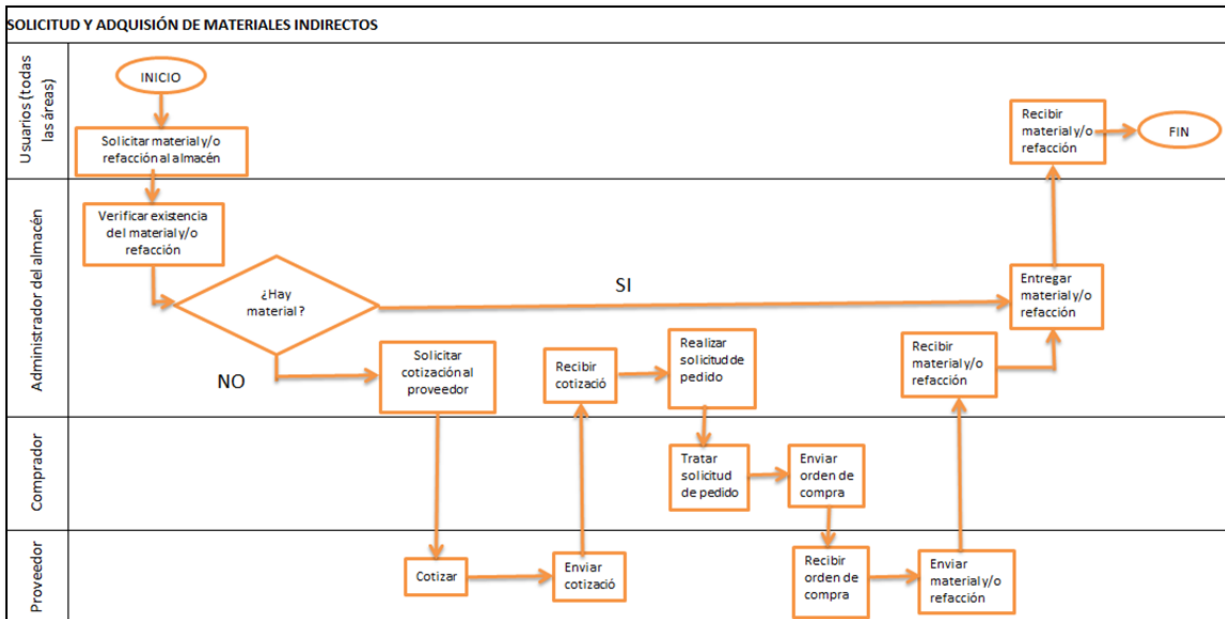 SOLICITUD Y ADQUISIÓN DE MATERIALES INDIRECTOS
Usuarios (todas
las áreas)
INICIO
Solicitar material y/o
refacción al almacén
Recibir
material y/o
refacción
FIN
Administrador del almacén
Verificar existencia
del material y/o
refacción
¿Hay
material?
SI
Entregar
material y/o
refacción
NO
Solicitar
cotización al
proveedor
Recibir
cotizació
Realizar
solicitud de
pedido
Recibir
material y/o
refacción
Comprador
Tratar
solicitud
de pedido
Enviar
orden de
compra
Proveedor
Cotizar
Enviar
cotizació
Recibir
orden de
compra
Enviar
material y/o
refacción